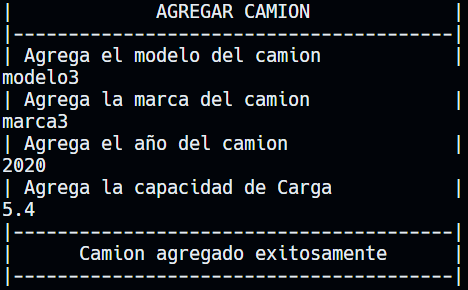 |             AGREGAR CAMION             |
|----------------------------------------|
| Agrega el modelo del camion            |
modelo3
| Agrega la marca del camion             |
marca3
| Agrega el año del camion               |
2020
| Agrega la capacidad de Carga           |
5.4
|----------------------------------------|
|      Camion agregado exitosamente      |
|----------------------------------------|